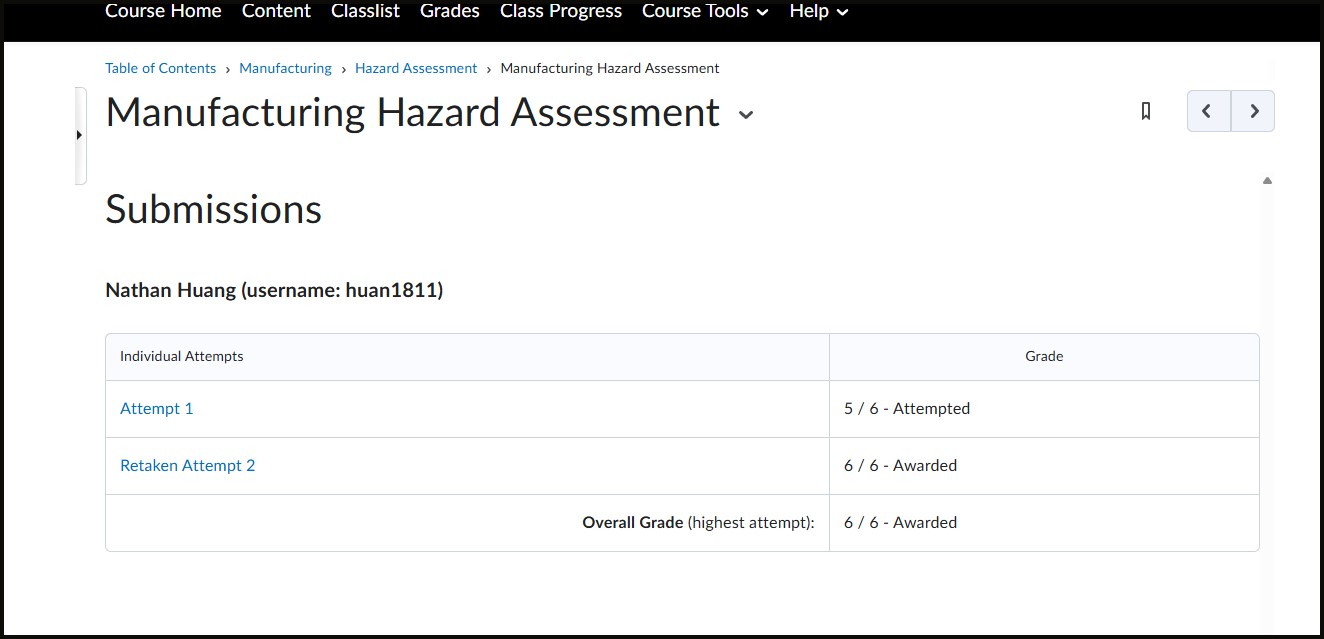 Course Home Content Classlist Grades Class Progress Course Tools Help
Table of Contents › Manufacturing › Hazard Assessment › Manufacturing Hazard Assessment
Manufacturing Hazard Assessment
Submissions
Nathan Huang (username: huan1811)
Individual Attempts Grade
Attempt 1 5 / 6 - Attempted
Retaken Attempt 2 6 / 6 - Awarded
Overall Grade (highest attempt): 6 / 6 - Awarded